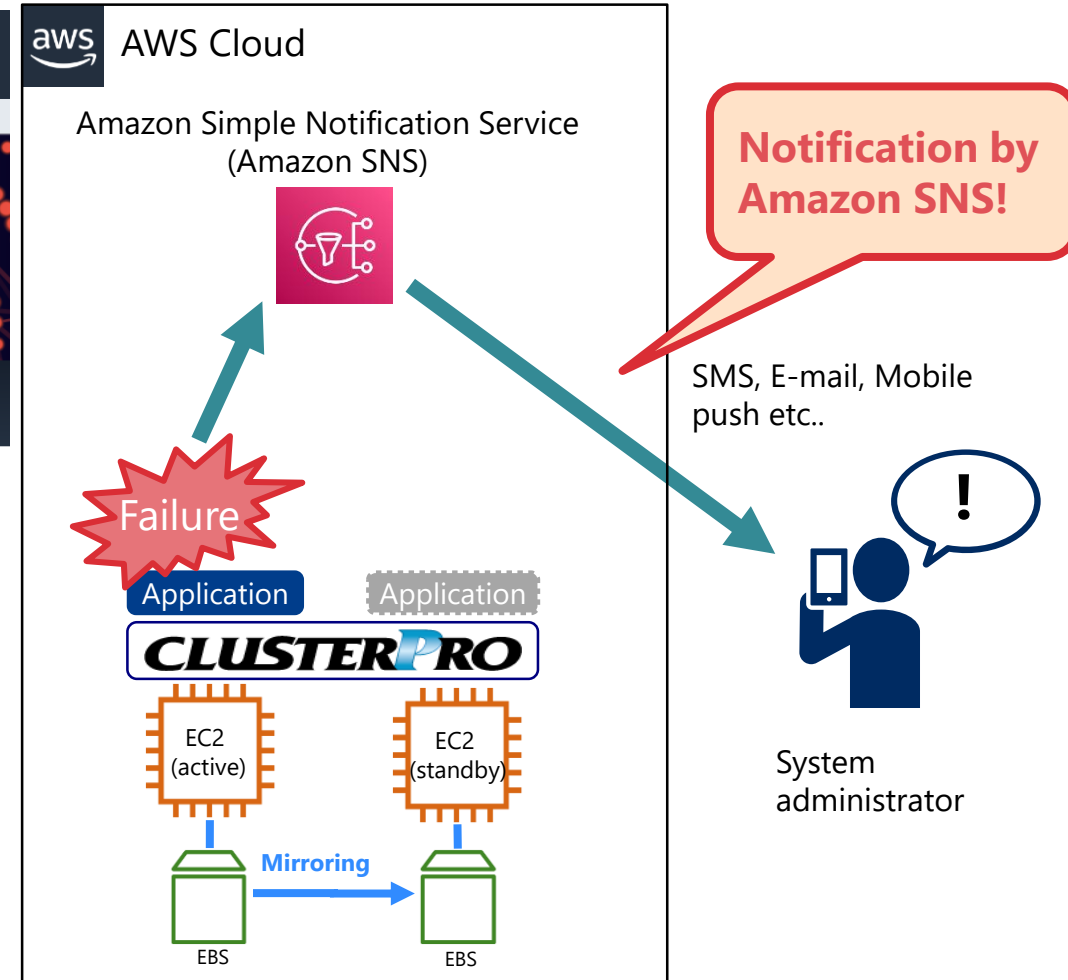 aws
AWS Cloud
Amazon Simple Notification Service
(Amazon SNS)
Notification by
Amazon SNS!
SMS, E-mail, Mobile
push etc..
!
Failure
Application
Application
CLUSTERPRO
EC2
(active)
EC2
(standby)
System
administrator
Mirroring
EBS
EBS